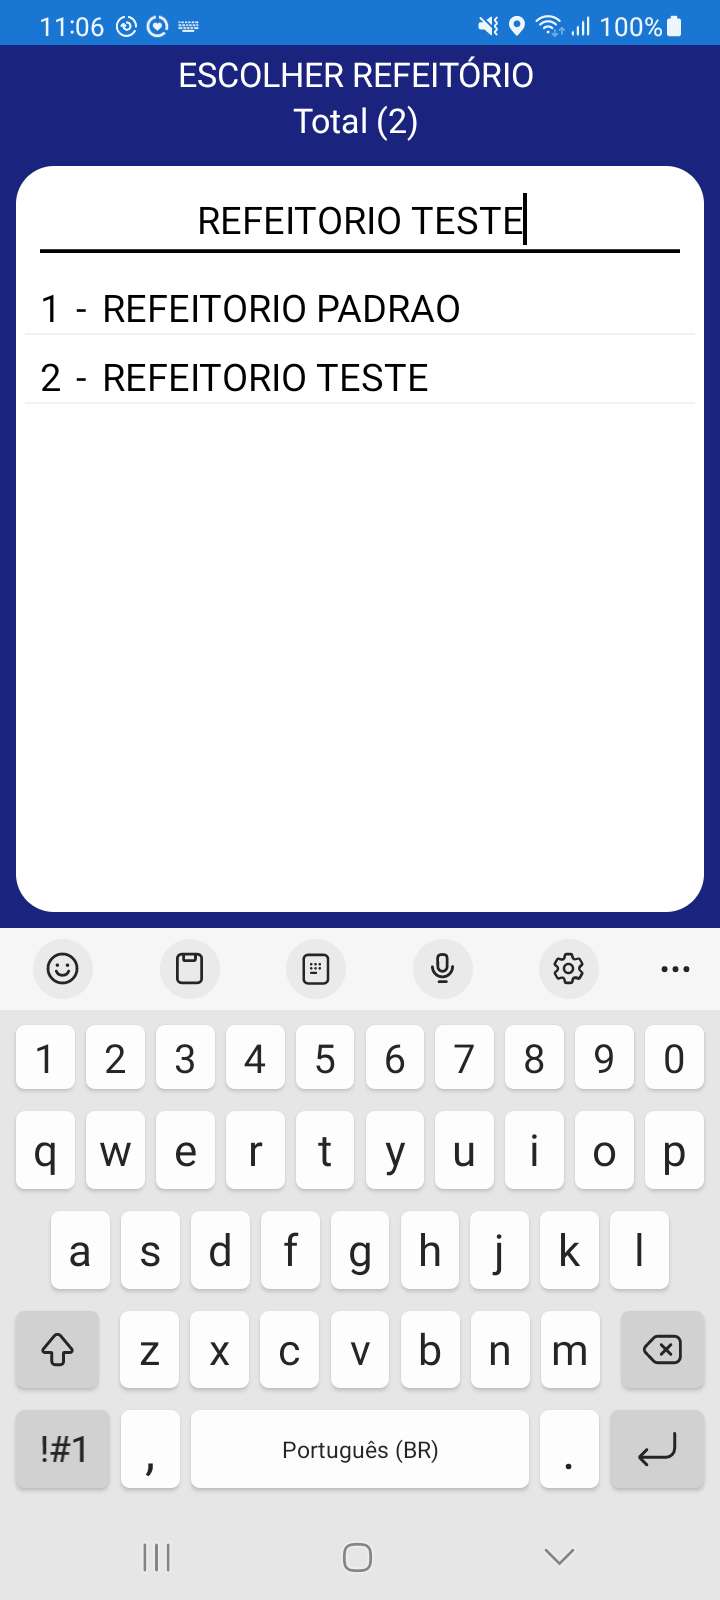 11:06 100%
ESCOLHER REFEITÓRIO
Total (2)
REFEITORIO TESTE
1 - REFEITORIO PADRAO
2 - REFEITORIO TESTE
1 2 3 4 5 6 7 8 9 0
q w e r t y u i o p
a s d f g h j k l
z x c v b n m
!#1 , Português (BR) .